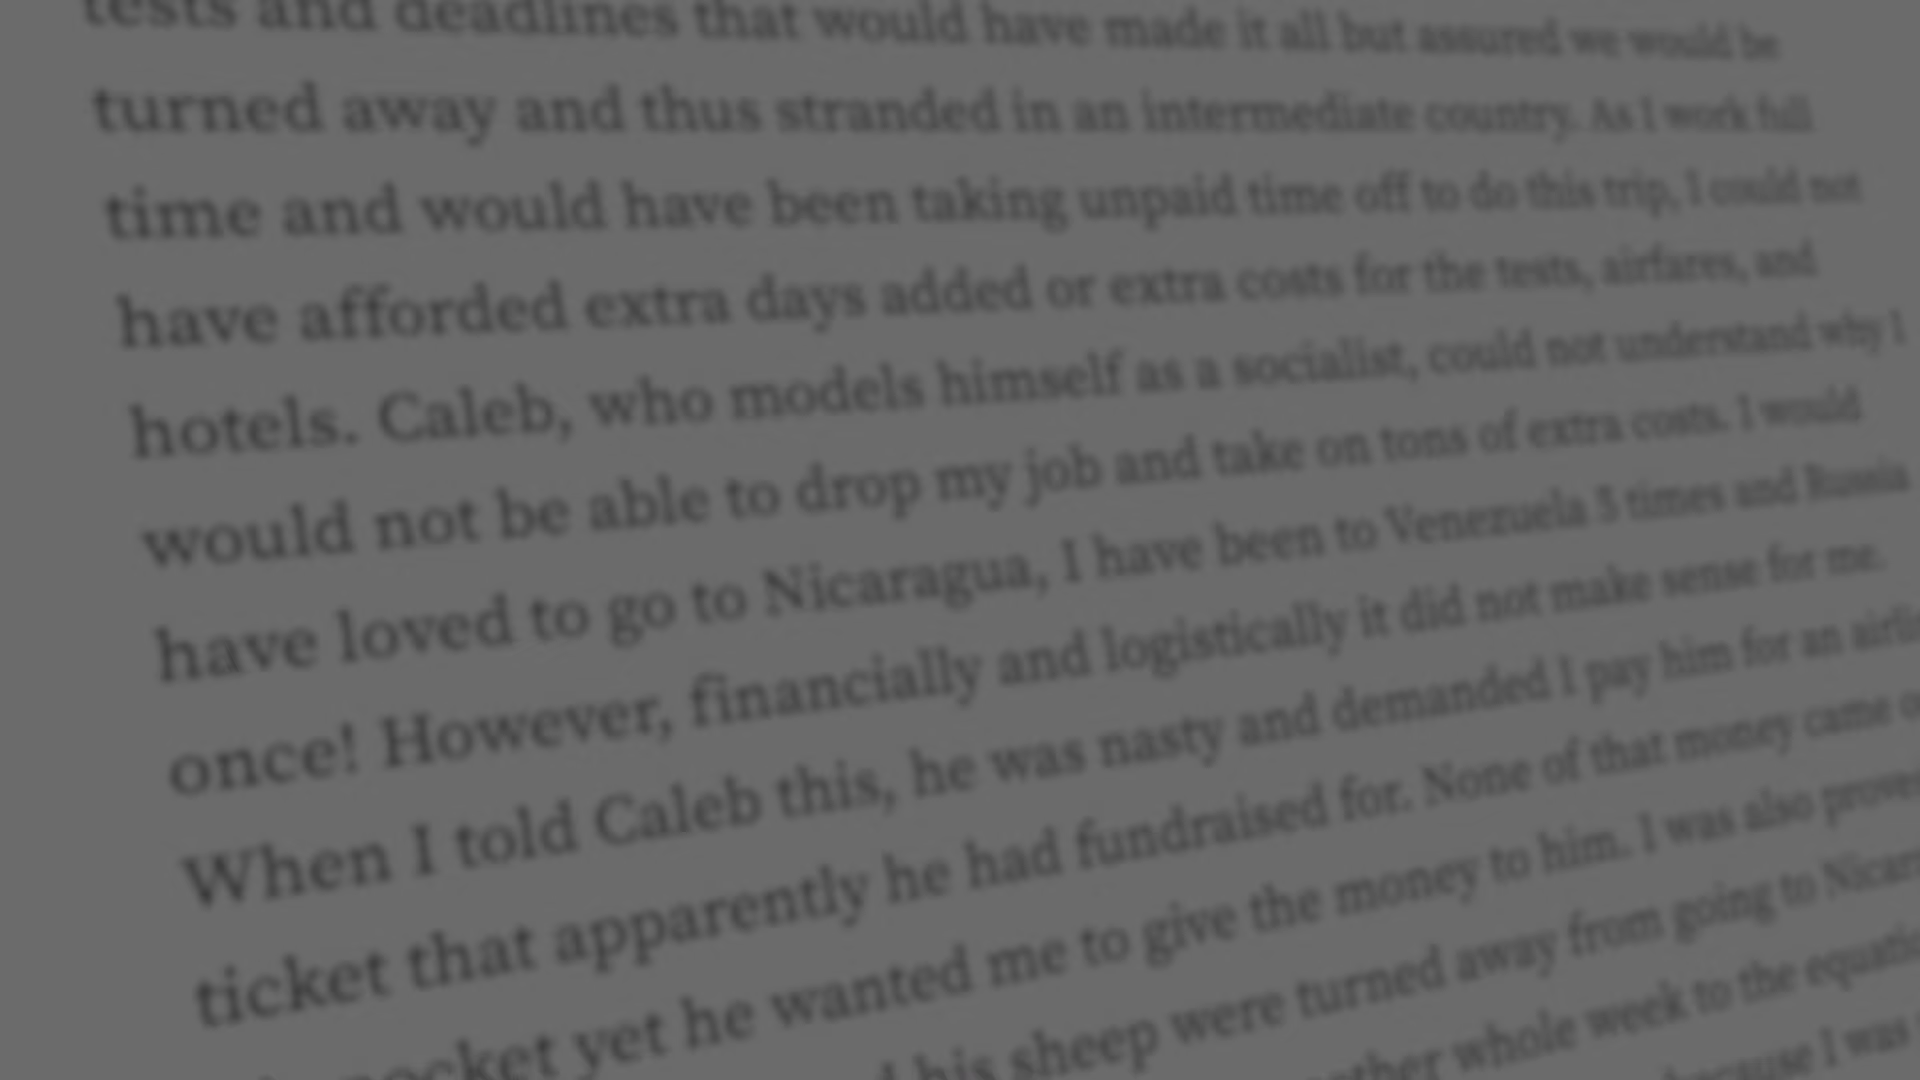 tests and deadlines that would have made it all but assured we would be
turned away and thus stranded in an intermediate country. As I work full
time and would have been taking unpaid time off to do this trip, I could not
have afforded extra days added or extra costs for the tests, airfares, and
hotels. Caleb, who models himself as a socialist, could not understand why I
would not be able to drop my job and take on tons of extra costs. I would
have loved to go to Nicaragua, I have been to Venezuela 3 times and Russia
once! However, financially and logistically it did not make sense for me.
When I told Caleb this, he was nasty and demanded I pay him for an
ticket that apparently he had fundraised for. None of that money came
pocket yet he wanted me to give the money to him. I was also
his sheep were turned away from going to
whole week to the
because I was